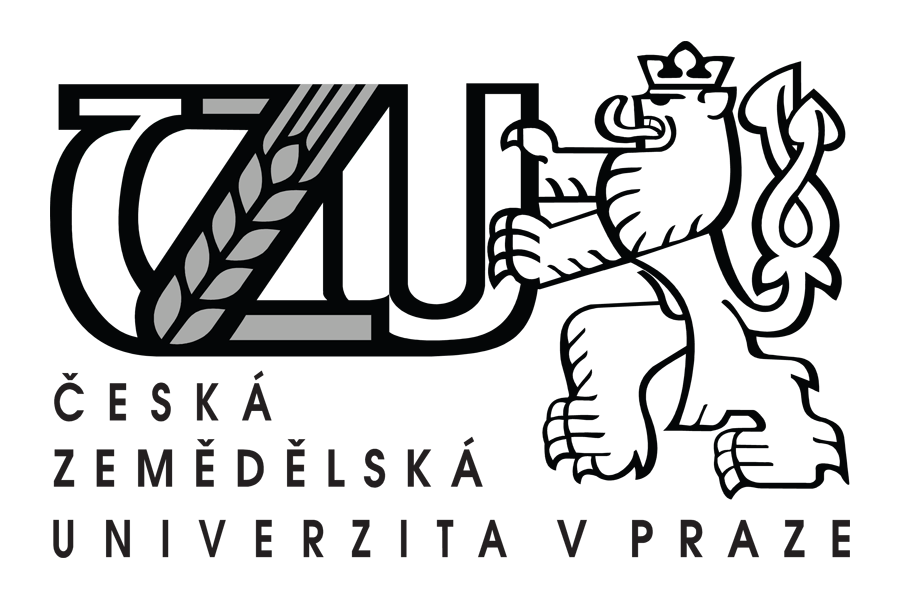 ČZU
ČESKÁ
ZEMĚDĚLSKÁ
UNIVERZITA V PRAZE